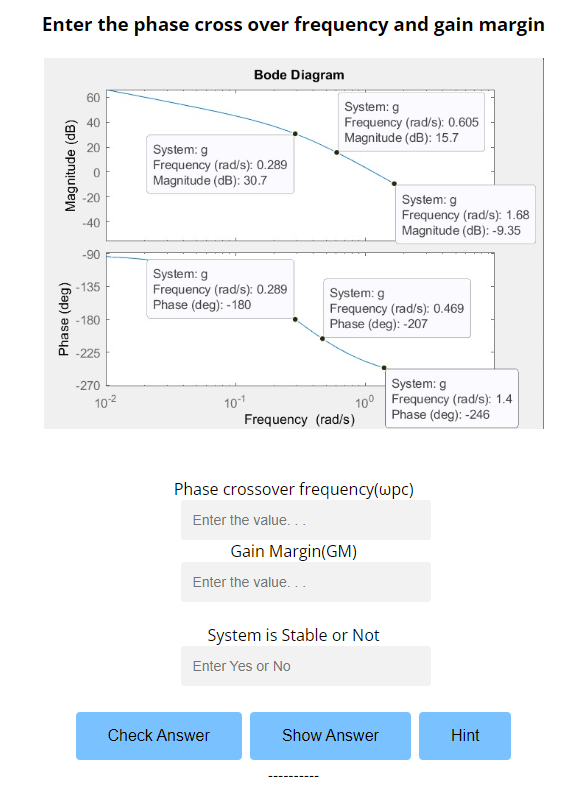 Enter the phase cross over frequency and gain margin
Bode Diagram
Magnitude (dB)
60
40
20
0
-20
-40
System: g
Frequency (rad/s): 0.605
Magnitude (dB): 15.7
System: g
Frequency (rad/s): 0.289
Magnitude (dB): 30.7
System: g
Frequency (rad/s): 1.68
Magnitude (dB): -9.35
Phase (deg)
-90
-135
-180
-225
-270
System: g
Frequency (rad/s): 0.289
Phase (deg): -180
System: g
Frequency (rad/s): 0.469
Phase (deg): -207
System: g
Frequency (rad/s): 1.4
Phase (deg): -246
10-2
10-1
100
Frequency (rad/s)
Phase crossover frequency(ωpc)
Enter the value. . .
Gain Margin(GM)
Enter the value. . .
System is Stable or Not
Enter Yes or No
Check Answer
Show Answer
Hint
----------